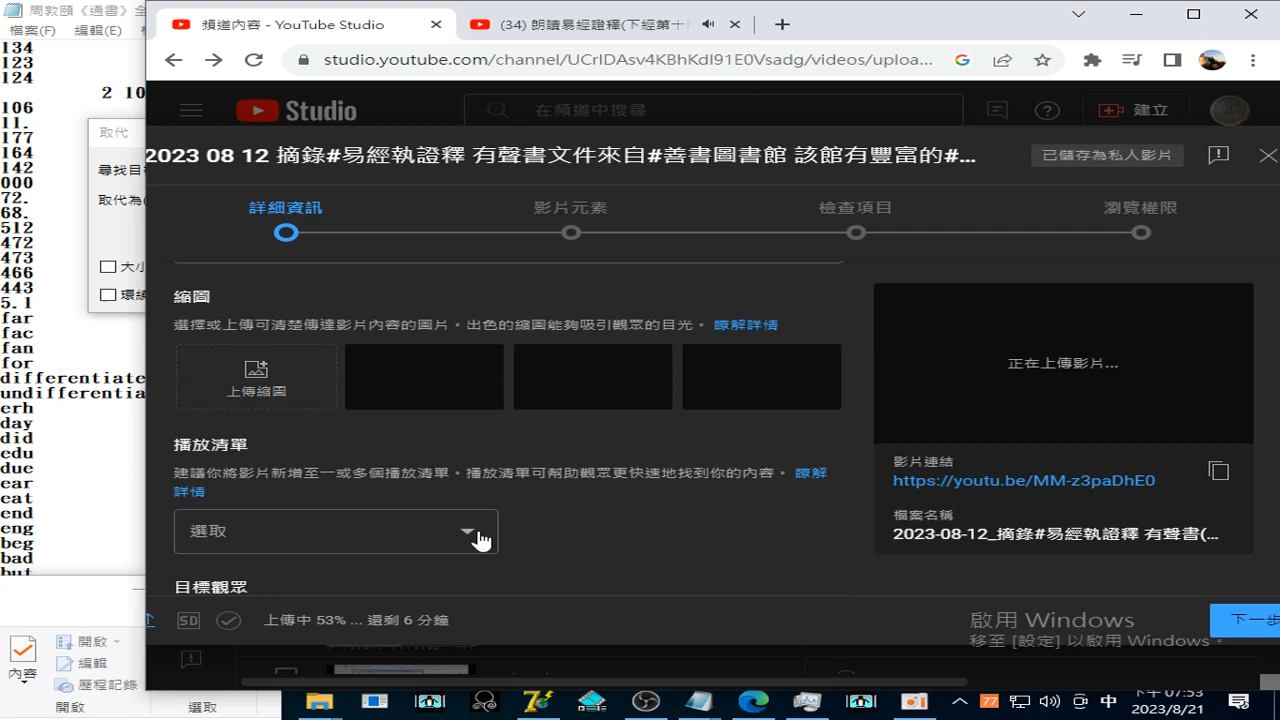 周敦頤《通書》全
檔案(F) 編輯(E)
頻道內容 - YouTube Studio
(34) 朗讀易經證釋(下經第十
studio.youtube.com/channel/UCrIDAsv4KBhKdI91E0Vsadg/videos/uploa...
134
123
124
2 10
106
11.
177
164
142
000
72.
68.
512
472
473
466
443
5.1
far
fac
fan
for
differentiate
undifferentia
erh
day
did
edu
due
ear
eat
end
eng
beg
bad
but
取代
尋找目
取代為(
大小
環繞
Studio
在頻道中搜尋
建立
2023 08 12 摘錄#易經執證釋 有聲書文件來自#善書圖書館 該館有豐富的#...
已儲存為私人影片
詳細資訊
影片元素
檢查項目
瀏覽權限
縮圖
選擇或上傳可清楚傳達影片內容的圖片。出色的縮圖能夠吸引觀眾的目光。 瞭解詳情
上傳縮圖
正在上傳影片...
播放清單
建議你將影片新增至一或多個播放清單。播放清單可幫助觀眾更快速地找到你的內容。 瞭解
詳情
選取
影片連結
https://youtu.be/MM-z3paDhE0
檔案名稱
2023-08-12_摘錄#易經執證釋 有聲書(...
目標觀眾
SD
上傳中 53% ... 還剩 6 分鐘
下一步
啟用 Windows
移至 [設定] 以啟用 Windows。
內容
開啟
編輯
歷程記錄
開啟
選取
77
中
下午 07:53
2023/8/21